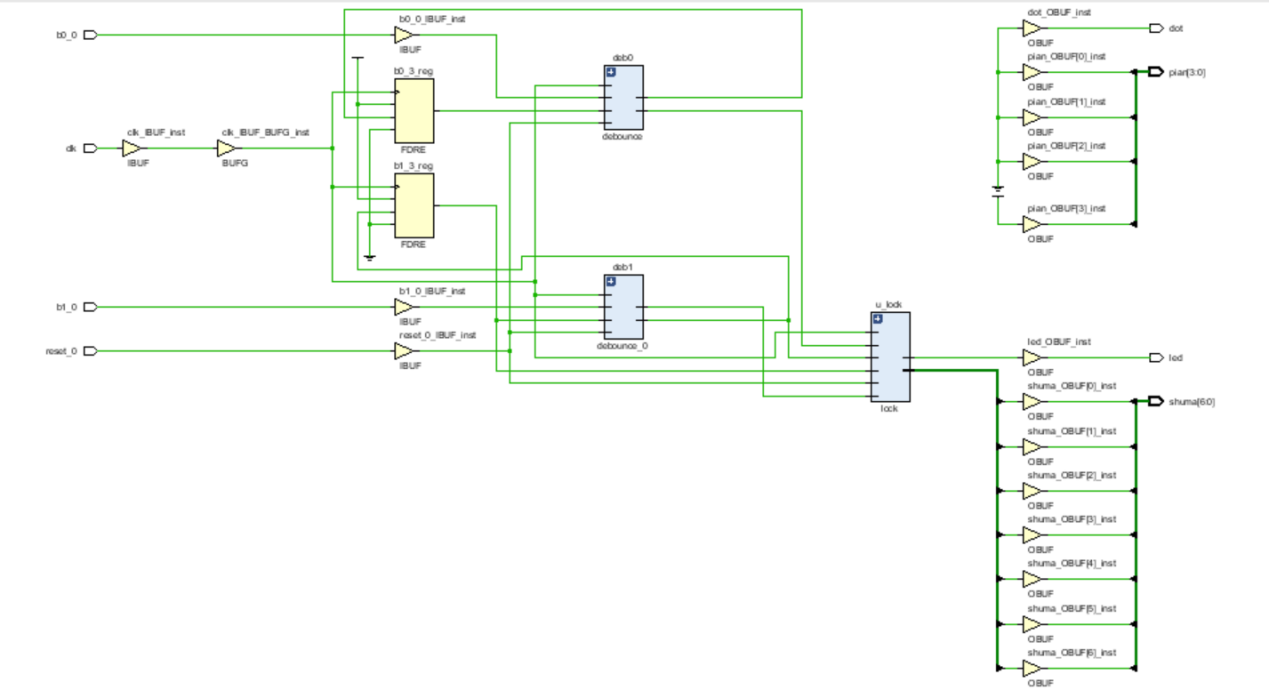 b0_0
b0_0_IBUF_inst
IBUF
b0_3_reg
FDRE
clk
clk_IBUF_inst
IBUF
clk_IBUF_BUFG_inst
BUFG
b1_3_reg
FDRE
deb0
debounce
b1_0
b1_0_IBUF_inst
IBUF
reset_0
reset_0_IBUF_inst
IBUF
deb1
debounce_0
u_lock
lock
dot_OBUF_inst
OBUF
dot
pian_OBUF[0]_inst
OBUF
pian[3:0]
pian_OBUF[1]_inst
OBUF
pian_OBUF[2]_inst
OBUF
pian_OBUF[3]_inst
OBUF
led_OBUF_inst
OBUF
led
shuma_OBUF[0]_inst
OBUF
shuma[6:0]
shuma_OBUF[1]_inst
OBUF
shuma_OBUF[2]_inst
OBUF
shuma_OBUF[3]_inst
OBUF
shuma_OBUF[4]_inst
OBUF
shuma_OBUF[5]_inst
OBUF
shuma_OBUF[6]_inst
OBUF